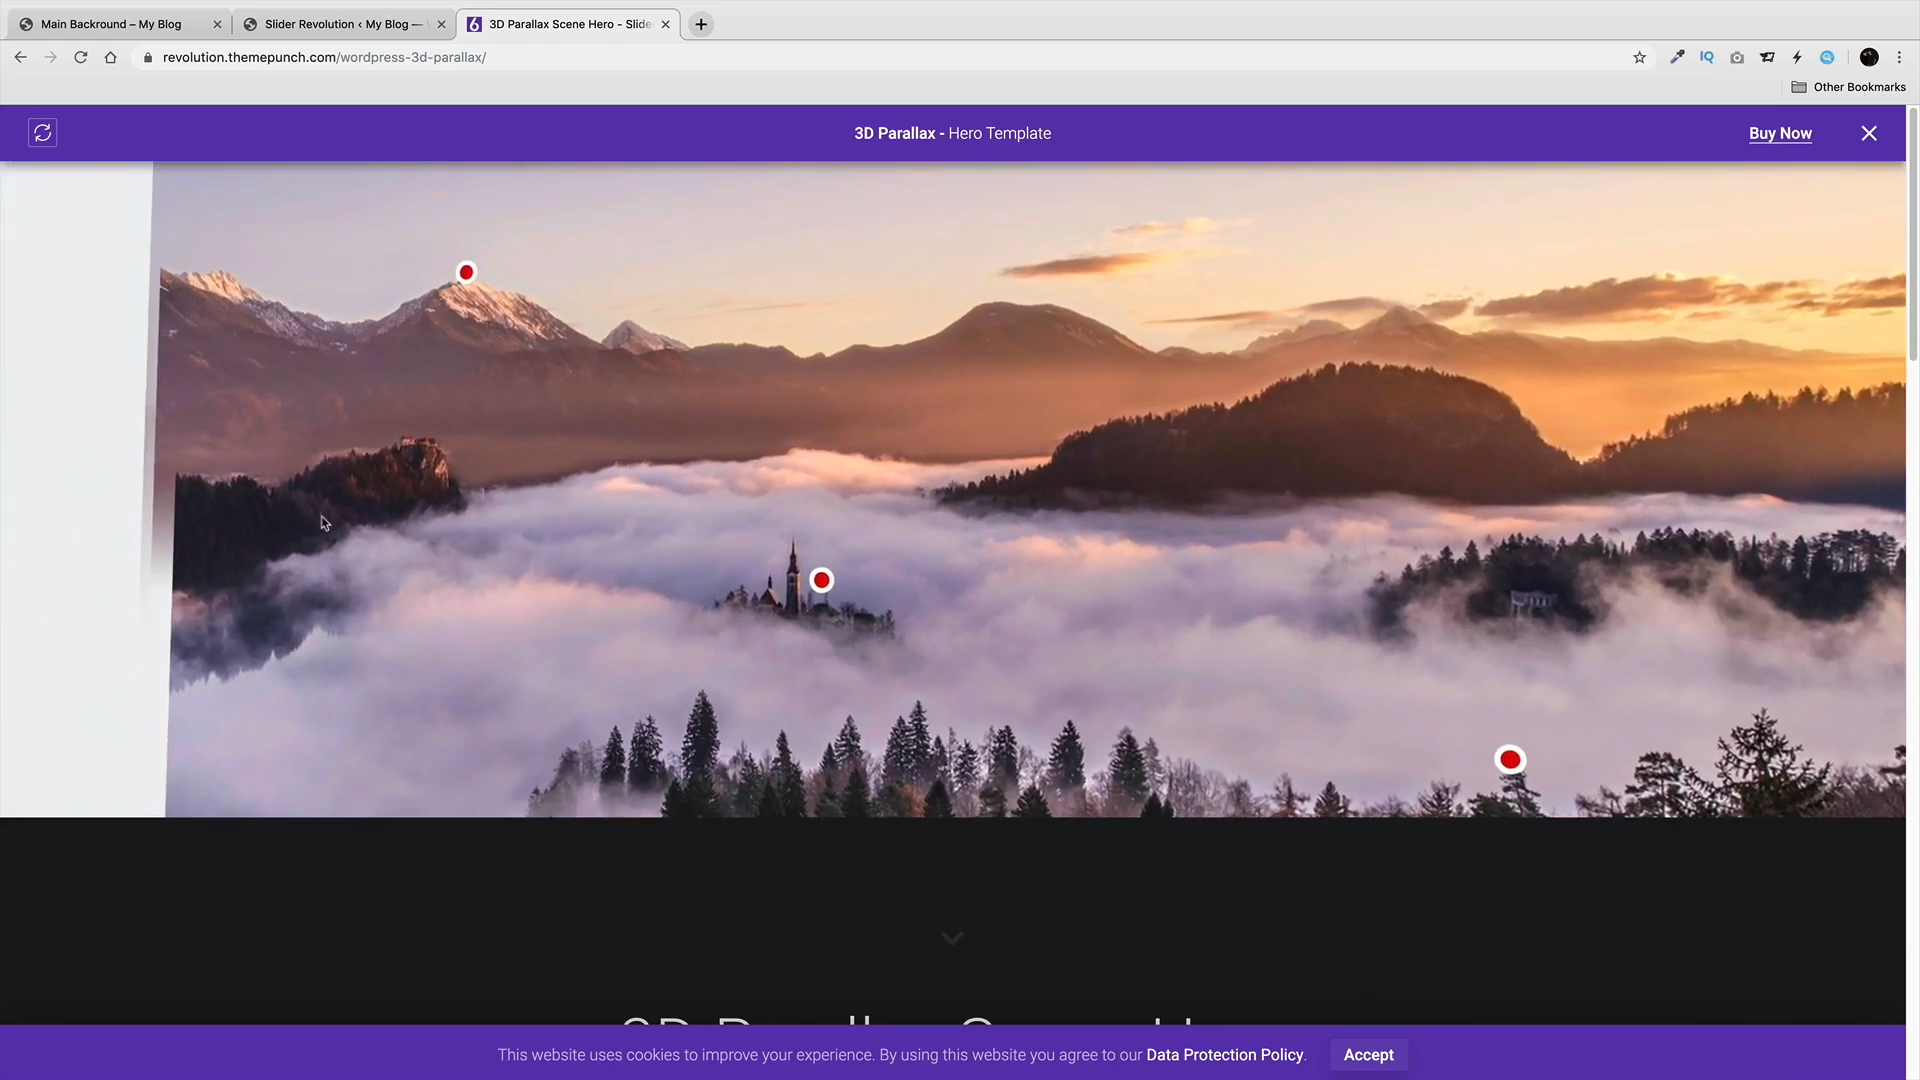 Main Backround – My Blog
Slider Revolution ‹ My Blog —
3D Parallax Scene Hero - Slide
revolution.themepunch.com/wordpress-3d-parallax/
IQ
Other Bookmarks
3D Parallax - Hero Template
Buy Now
This website uses cookies to improve your experience. By using this website you agree to our Data Protection Policy.
Accept